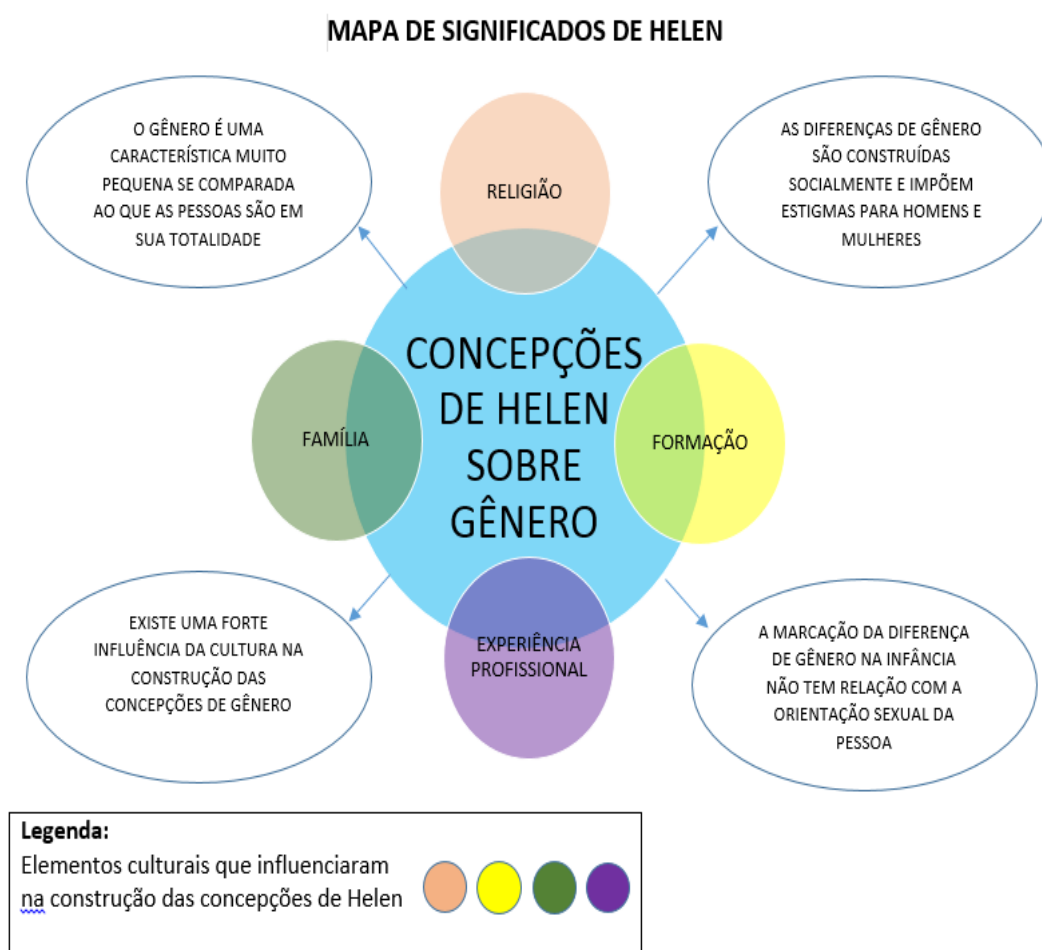 MAPA DE SIGNIFICADOS DE HELEN
O GÊNERO É UMA
CARACTERÍSTICA MUITO
PEQUENA SE COMPARADA
AO QUE AS PESSOAS SÃO EM
SUA TOTALIDADE
RELIGIÃO
AS DIFERENÇAS DE GÊNERO
SÃO CONSTRUÍDAS
SOCIALMENTE E IMPÕEM
ESTIGMAS PARA HOMENS E
MULHERES
CONCEPÇÕES
DE HELEN
SOBRE
GÊNERO
FAMÍLIA
FORMAÇÃO
EXPERIÊNCIA
PROFISSIONAL
EXISTE UMA FORTE
INFLUÊNCIA DA CULTURA NA
CONSTRUÇÃO DAS
CONCEPÇÕES DE GÊNERO
A MARCAÇÃO DA DIFERENÇA
DE GÊNERO NA INFÂNCIA
NÃO TEM RELAÇÃO COM A
ORIENTAÇÃO SEXUAL DA
PESSOA
Legenda:
Elementos culturais que influenciaram
na construção das concepções de Helen